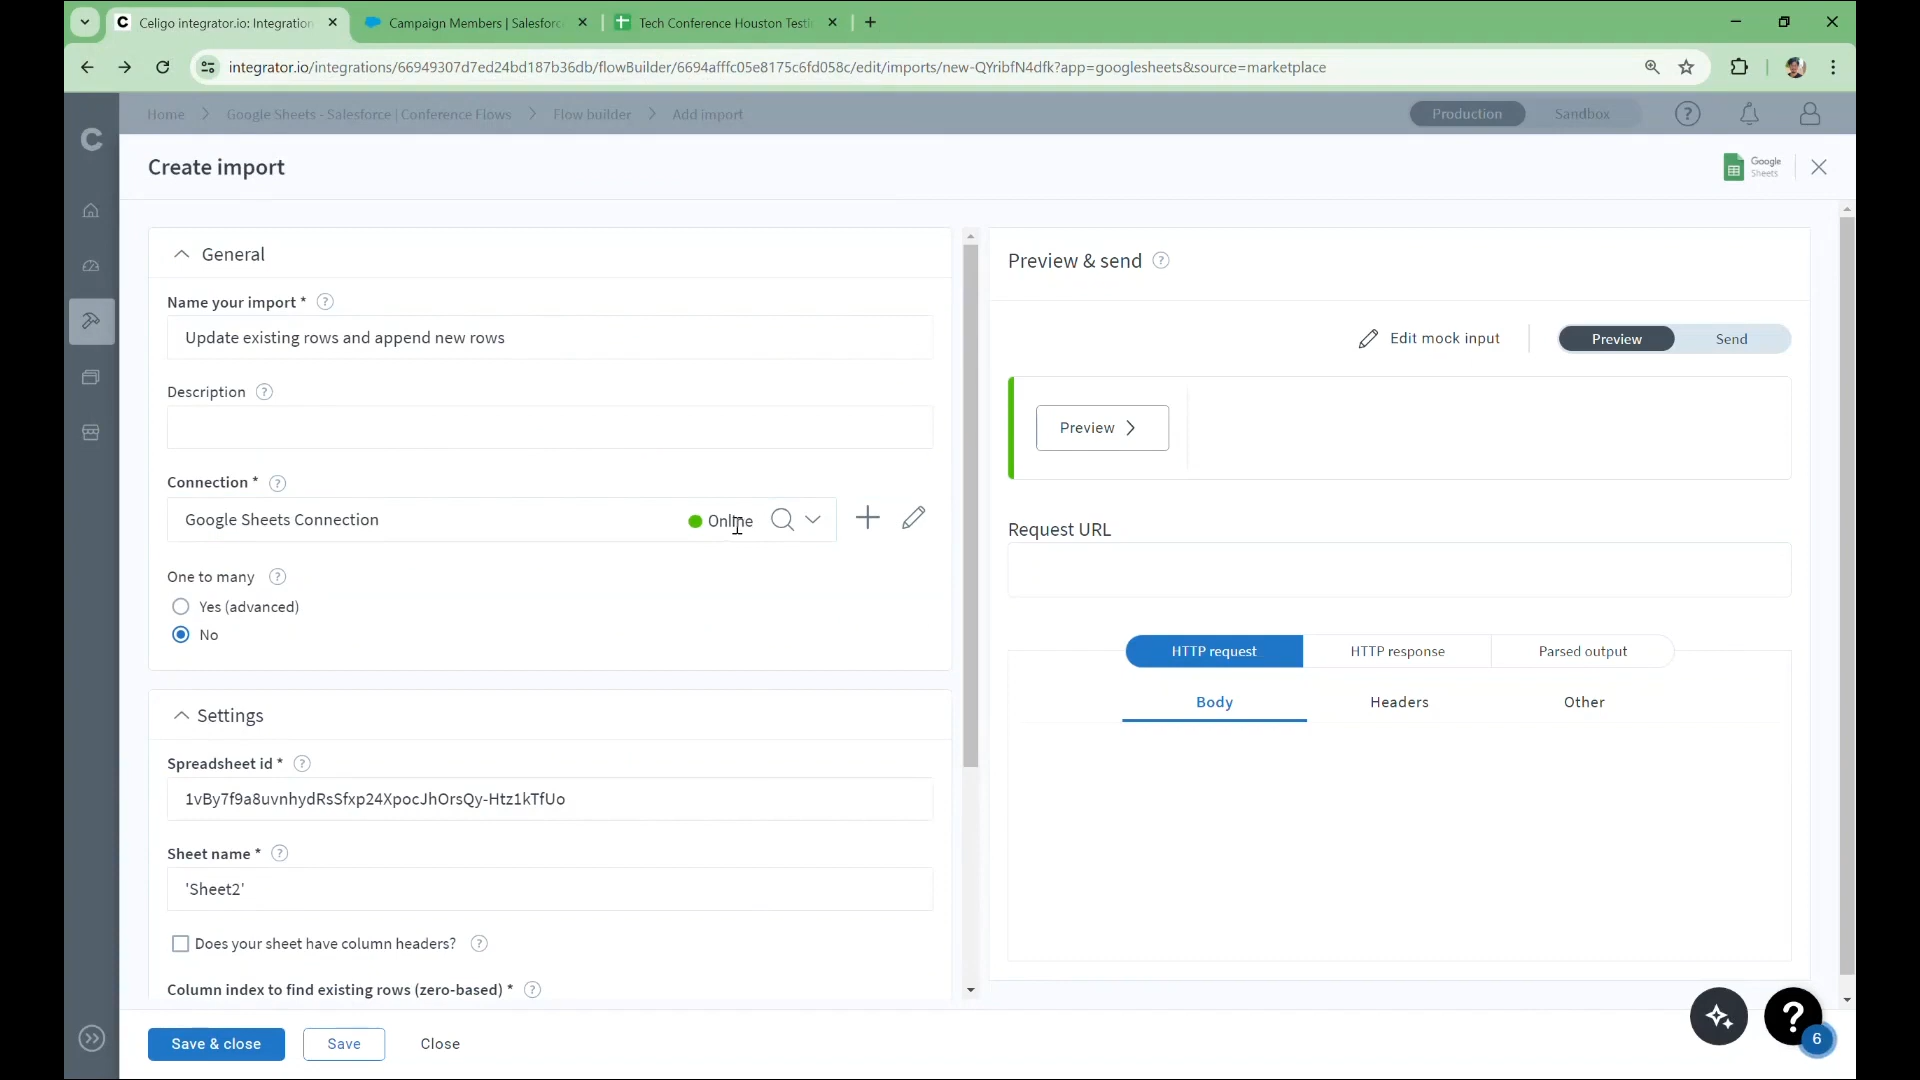 Celigo integrator.io: Integration
Campaign Members | Salesforc
Tech Conference Houston Testi
integrator.io/integrations/66949307d7ed24bd187b36db/flowBuilder/6694afffc05e8175c6fd058c/edit/imports/new-QYribfN4dfk?app=googlesheets&source=marketplace
Home
Google Sheets - Salesforce | Conference Flows
Flow builder
Add import
Production
Sandbox
Create import
Google Sheets
General
Name your import *
Update existing rows and append new rows
Description
Connection *
Google Sheets Connection
Online
One to many
Yes (advanced)
No
Settings
Spreadsheet id *
1vBy7f9a8uvnhydRsSfxp24XpocJhOrsQy-Htz1kTfUo
Sheet name *
'Sheet2'
Does your sheet have column headers?
Column index to find existing rows (zero-based) *
Save & close
Save
Close
Preview & send
Edit mock input
Preview
Send
Preview
Request URL
HTTP request
HTTP response
Parsed output
Body
Headers
Other
6